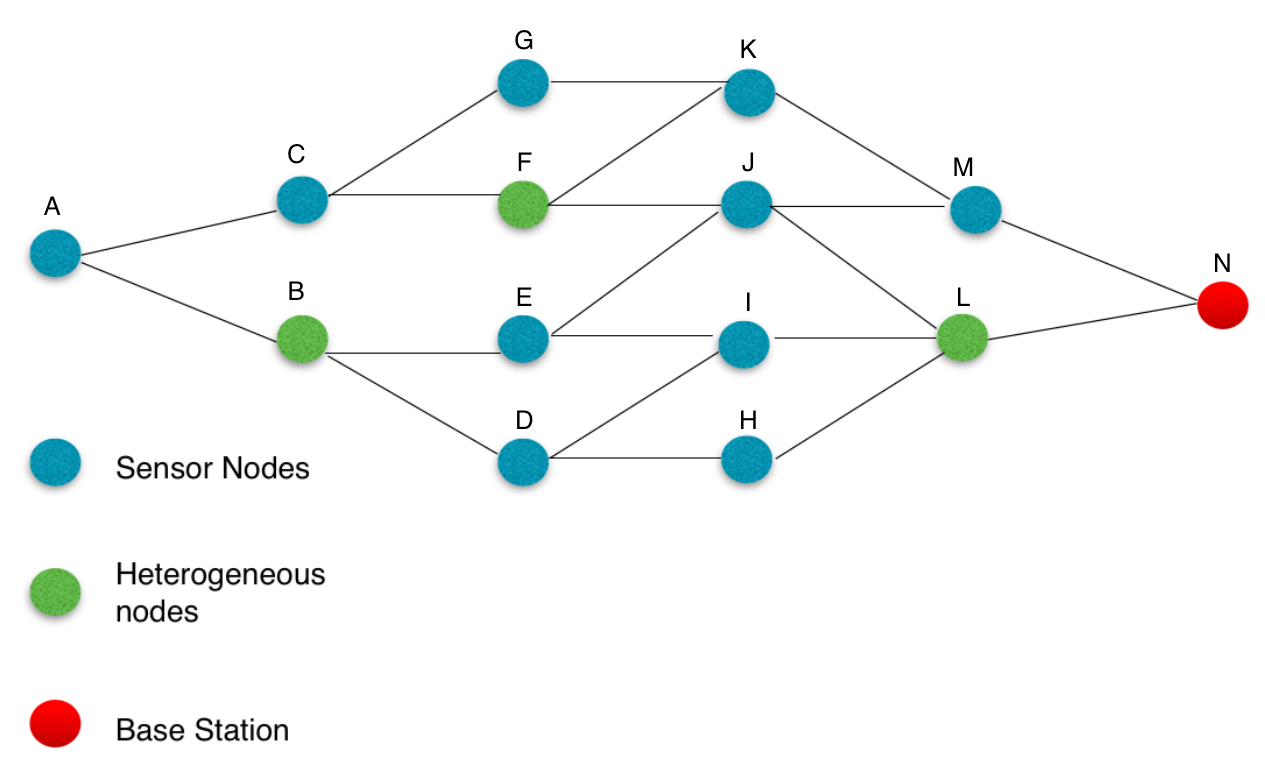 G
K
C
F
J
M
A
B
E
I
L
N
D
H
Sensor Nodes
Heterogeneous
nodes
Base Station